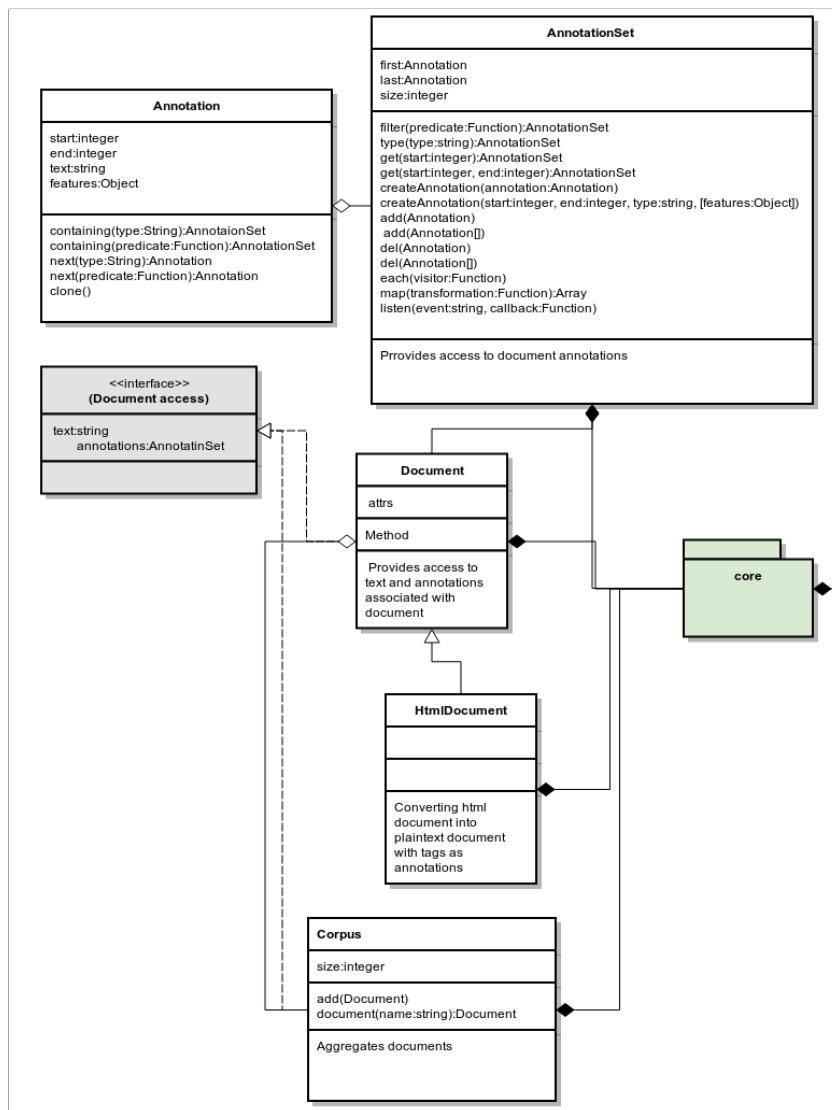 AnnotationSet
first:Annotation
last:Annotation
size:integer
filter(predicate:Function):AnnotationSet
type(type:string):AnnotationSet
get(start:integer):AnnotationSet
get(start:integer, end:integer):AnnotationSet
createAnnotation(annotation:Annotation)
createAnnotation(start:integer, end:integer, type:string, [features:Object])
add(Annotation)
add(Annotation[])
del(Annotation)
del(Annotation[])
each(visitor:Function)
map(transformation:Function):Array
listen(event:string, callback:Function)
Prrovides access to document annotations
Annotation
start:integer
end:integer
text:string
features:Object
containing(type:String):AnnotaionSet
containing(predicate:Function):AnnotationSet
next(type:String):Annotation
next(predicate:Function):Annotation
clone()
<<interface>>
(Document access)
text:string
annotations:AnnotatinSet
Document
attrs
Method
Provides access to
text and annotations
associated with
document
core
HtmlDocument
Converting html
document into
plaintext document
with tags as
annotations
Corpus
size:integer
add(Document)
document(name:string):Document
Aggregates documents